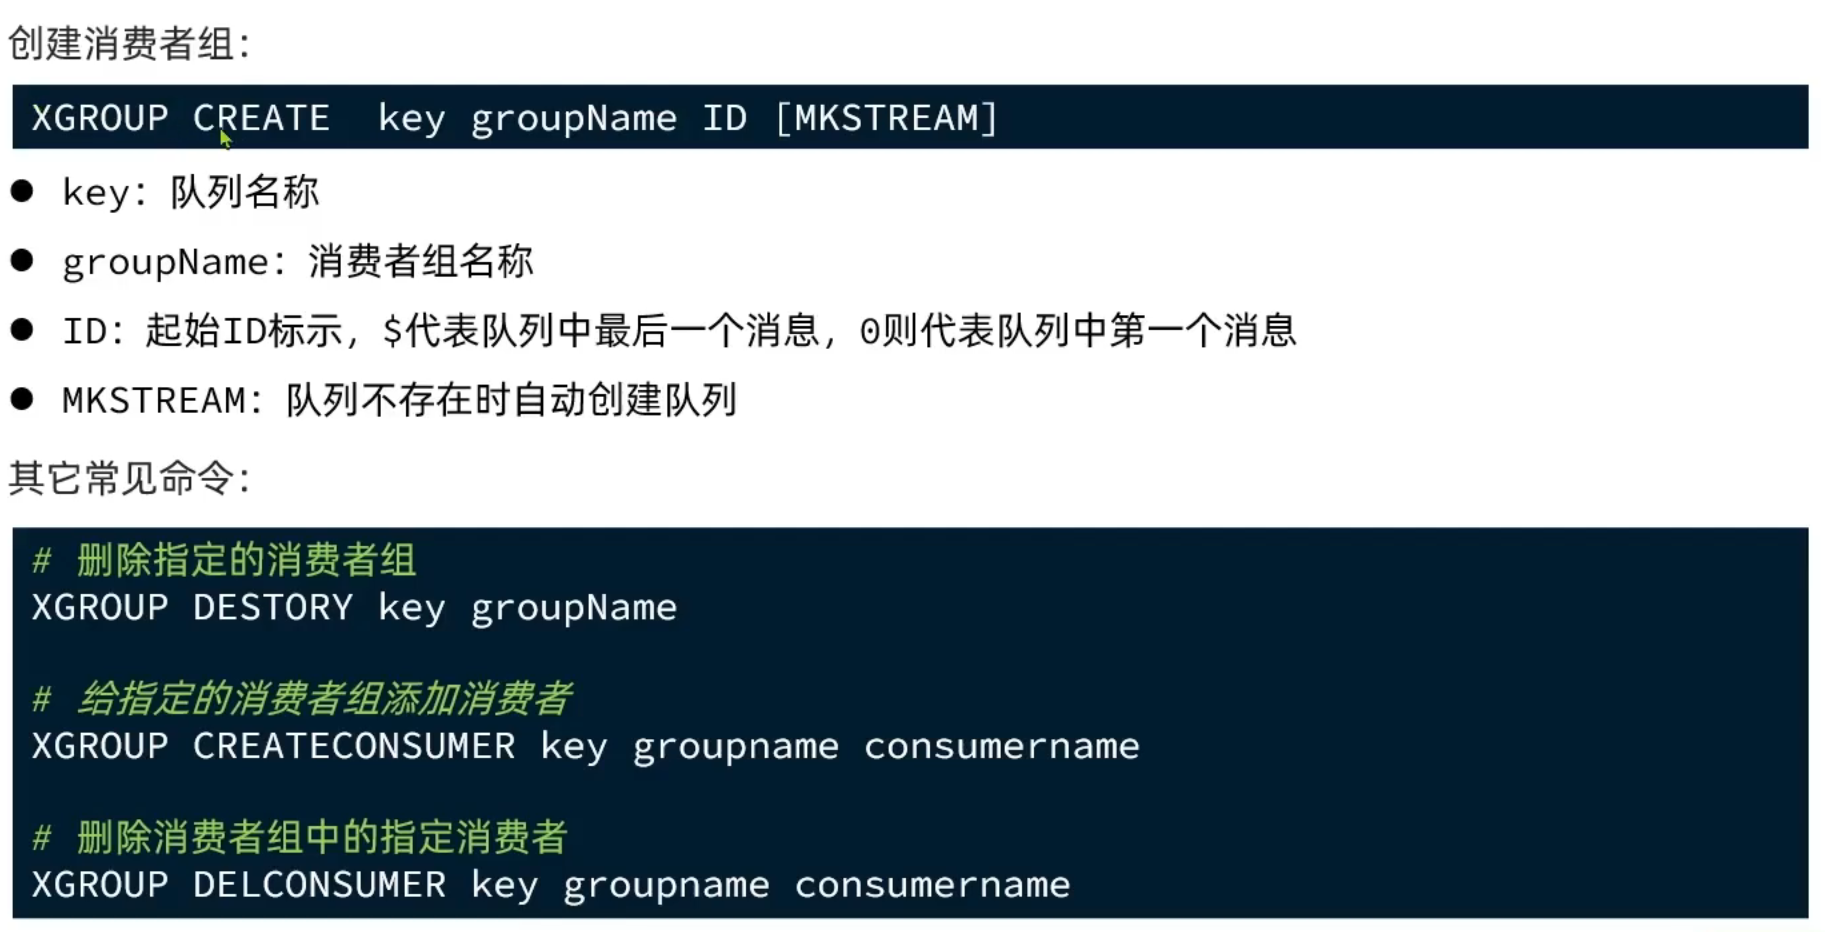 创建消费者组：
XGROUP CREATE  key groupName ID [MKSTREAM]
● key：队列名称
● groupName：消费者组名称
● ID：起始ID标示，$代表队列中最后一个消息，0则代表队列中第一个消息
● MKSTREAM：队列不存在时自动创建队列
其它常见命令：
# 删除指定的消费者组
XGROUP DESTORY key groupName
# 给指定的消费者组添加消费者
XGROUP CREATECONSUMER key groupname consumername
# 删除消费者组中的指定消费者
XGROUP DELCONSUMER key groupname consumername